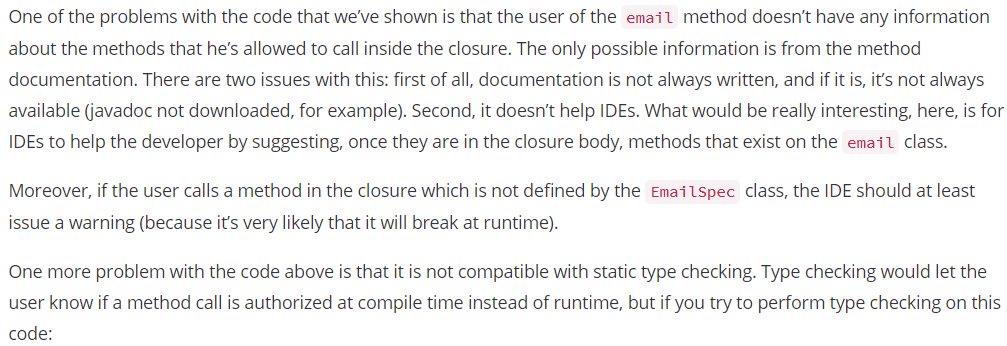 One of the problems with the code that we’ve shown is that the user of the email method doesn’t have any information
about the methods that he’s allowed to call inside the closure. The only possible information is from the method
documentation. There are two issues with this: first of all, documentation is not always written, and if it is, it’s not always
available (javadoc not downloaded, for example). Second, it doesn’t help IDEs. What would be really interesting, here, is for
IDEs to help the developer by suggesting, once they are in the closure body, methods that exist on the email class.
Moreover, if the user calls a method in the closure which is not defined by the EmailSpec class, the IDE should at least
issue a warning (because it’s very likely that it will break at runtime).
One more problem with the code above is that it is not compatible with static type checking. Type checking would let the
user know if a method call is authorized at compile time instead of runtime, but if you try to perform type checking on this
code: